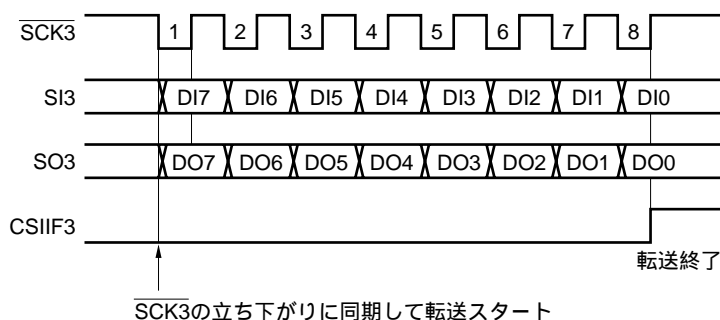 SCK3 1 2 3 4 5 6 7 8
SI3 DI7 DI6 DI5 DI4 DI3 DI2 DI1 DI0
SO3 DO7 DO6 DO5 DO4 DO3 DO2 DO1 DO0
CSIIF3
転送終了
SCK3の立ち下がりに同期して転送スタート